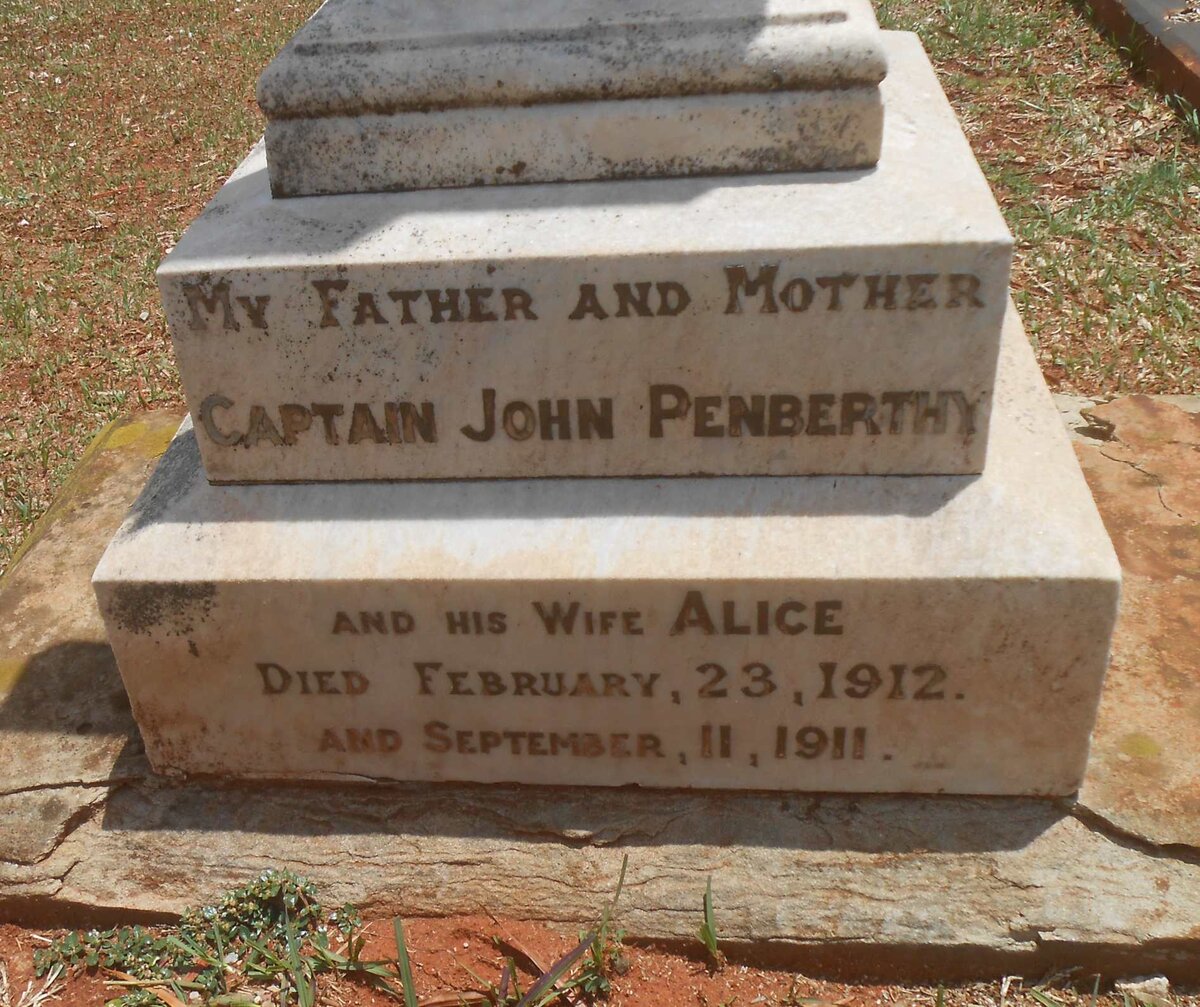 My Father and Mother
Captain John Penberthy
and his Wife Alice
Died February, 23, 1912.
and September, 11, 1911.